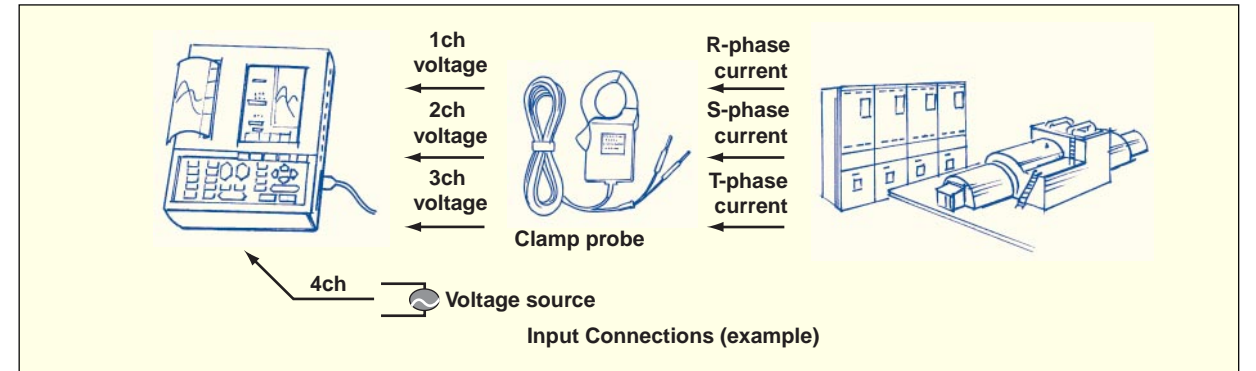 1ch
voltage
2ch
voltage
3ch
voltage
R-phase
current
S-phase
current
T-phase
current
Clamp probe
4ch
Voltage source
Input Connections (example)